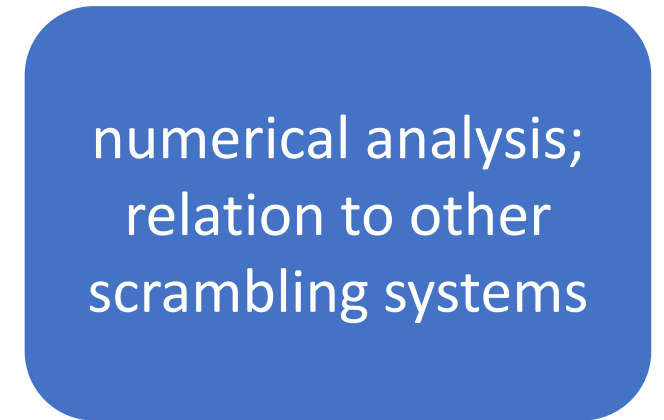 numerical analysis;
relation to other
scrambling systems